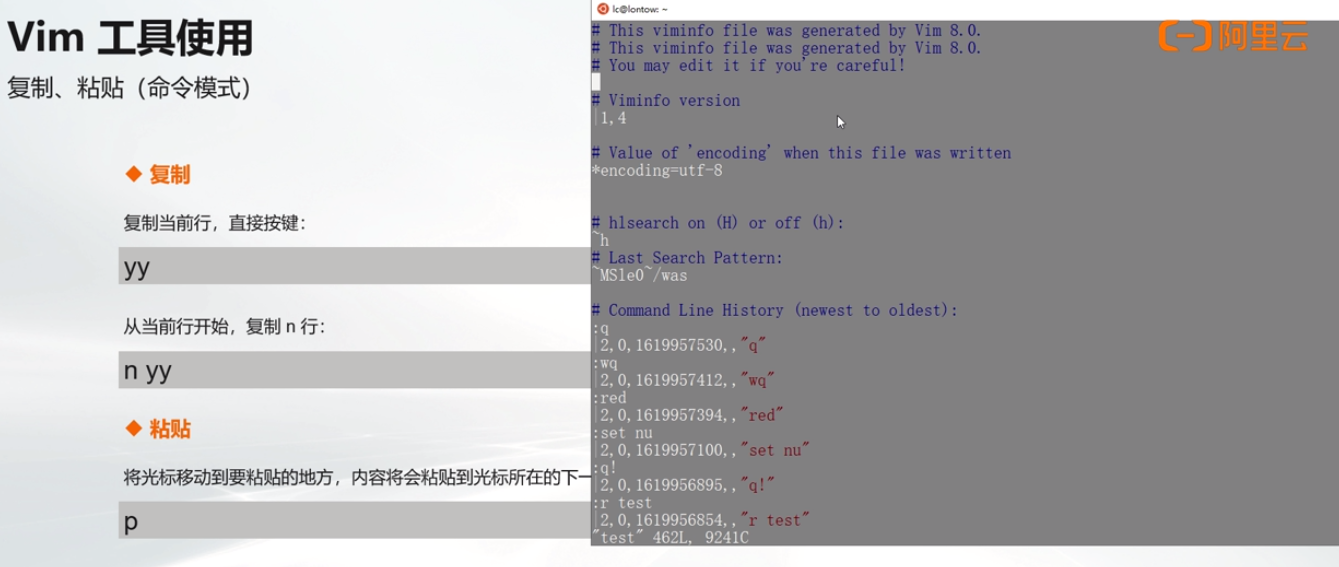 Vim 工具使用
复制、粘贴（命令模式）
◆ 复制
复制当前行，直接按键：
yy
从当前行开始，复制 n 行：
n yy
◆ 粘贴
将光标移动到要粘贴的地方，内容将会粘贴到光标所在的下一
p
lc@lontow: ~
阿里云
# This viminfo file was generated by Vim 8.0.
# This viminfo file was generated by Vim 8.0.
# You may edit it if you're careful!
# Viminfo version
|1,4
# Value of 'encoding' when this file was written
*encoding=utf-8
# hlsearch on (H) or off (h):
~h
# Last Search Pattern:
~MSle0~/was
# Command Line History (newest to oldest):
:q
|2,0,1619957530,,"q"
:wq
|2,0,1619957412,,"wq"
:red
|2,0,1619957394,,"red"
:set nu
|2,0,1619957100,,"set nu"
:q!
|2,0,1619956895,,"q!"
:r test
|2,0,1619956854,,"r test"
"test" 462L, 9241C